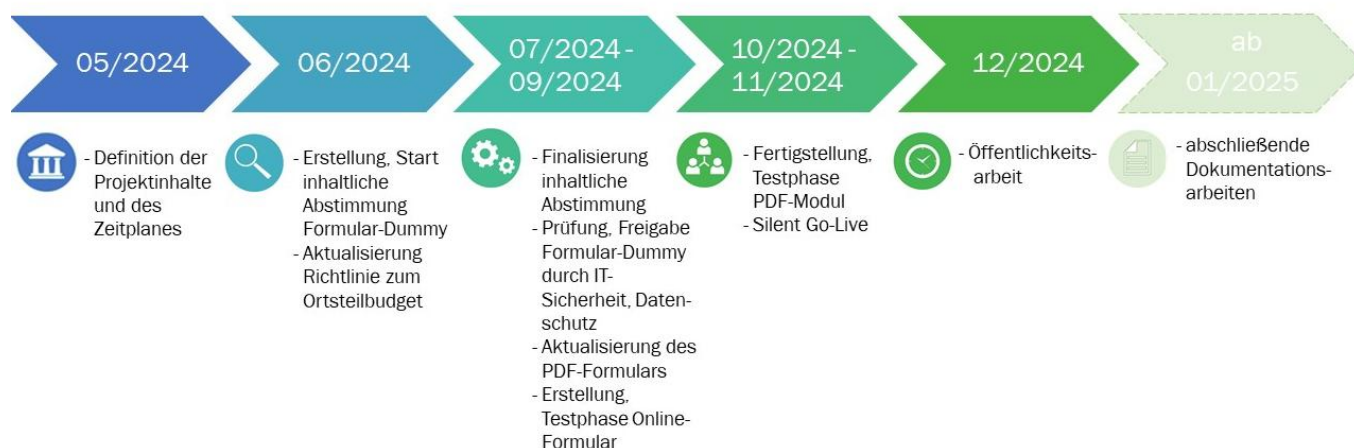 05/2024
06/2024
07/2024 -
09/2024
10/2024 -
11/2024
12/2024
ab
01/2025
- Definition der
Projektinhalte
und des
Zeitplanes
- Erstellung, Start
inhaltliche
Abstimmung
Formular-Dummy
- Aktualisierung
Richtlinie zum
Ortsteilbudget
- Finalisierung
inhaltliche
Abstimmung
- Prüfung, Freigabe
Formular-Dummy
durch IT-
Sicherheit, Daten-
schutz
- Aktualisierung des
PDF-Formulars
- Erstellung,
Testphase Online-
Formular
- Fertigstellung,
Testphase
PDF-Modul
- Silent Go-Live
- Öffentlichkeits-
arbeit
- abschließende
Dokumentations-
arbeiten